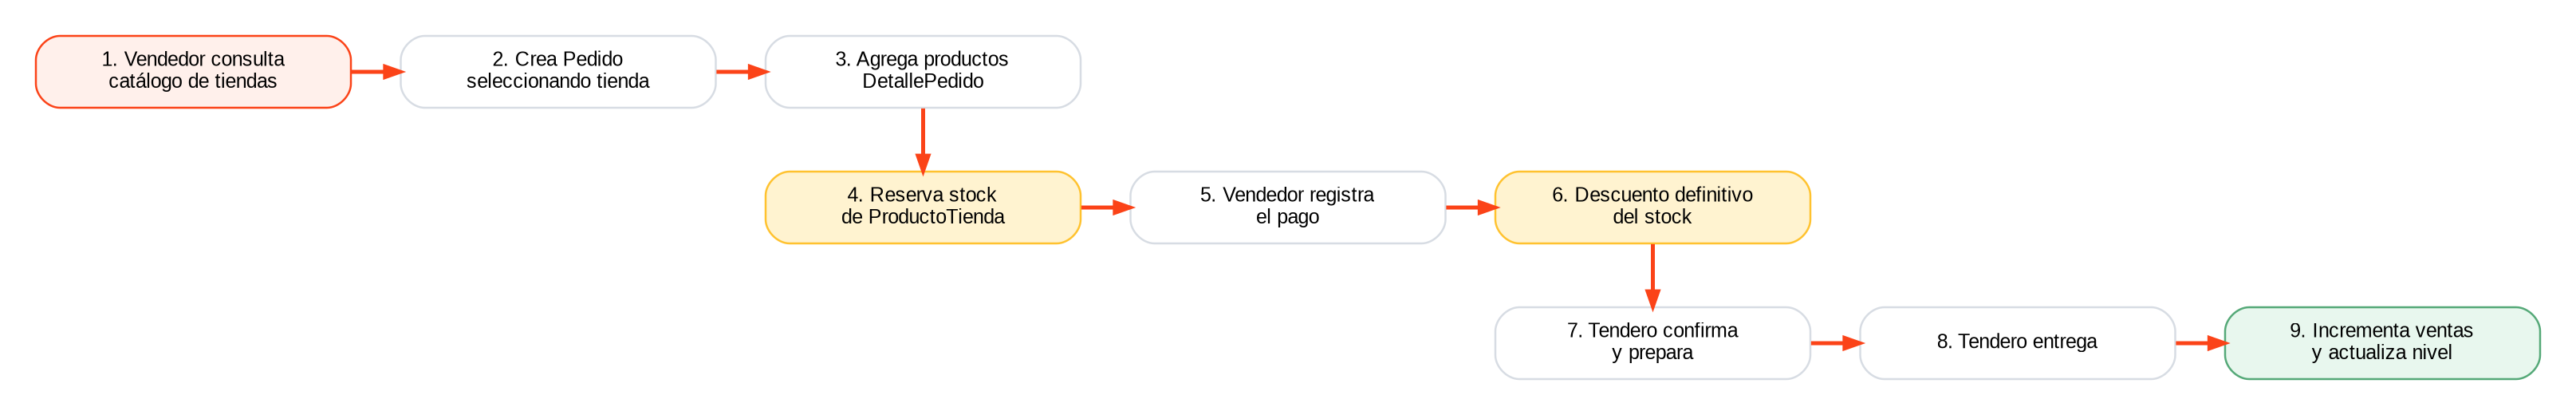 1. Vendedor consulta
catálogo de tiendas
2. Crea Pedido
seleccionando tienda
3. Agrega productos
DetallePedido
4. Reserva stock
de ProductoTienda
5. Vendedor registra
el pago
6. Descuento definitivo
del stock
7. Tendero confirma
y prepara
8. Tendero entrega
9. Incrementa ventas
y actualiza nivel